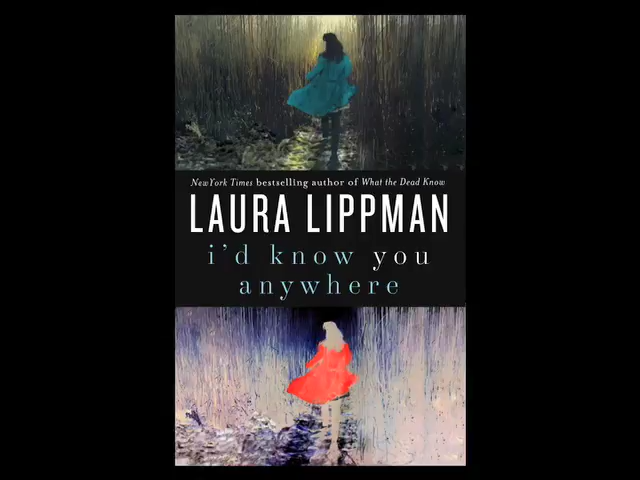 New York Times bestselling author of What the Dead Know
LAURA LIPPMAN
i'd know you
anywhere